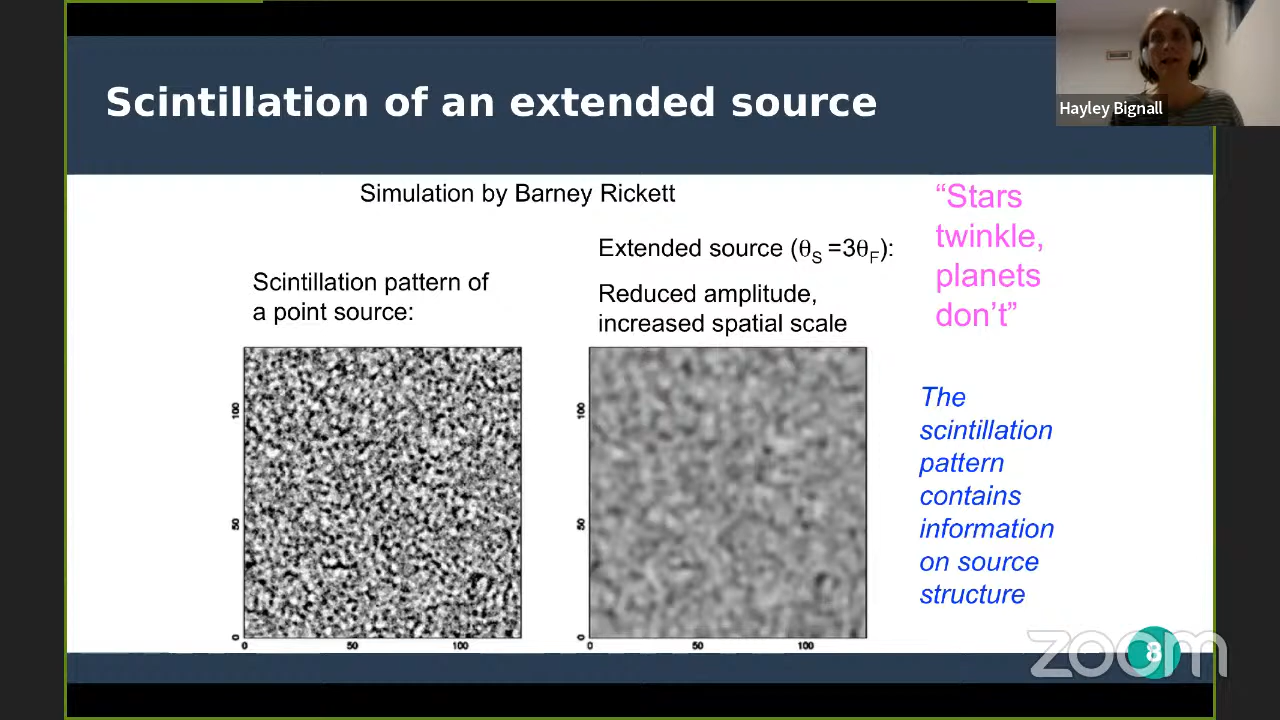 Scintillation of an extended source
Hayley Bignall
Simulation by Barney Rickett
Scintillation pattern of
a point source:
Extended source (θS =3θF):
Reduced amplitude,
increased spatial scale
“Stars
twinkle,
planets
don’t”
The
scintillation
pattern
contains
information
on source
structure
100
50
0
0 50 100
100
50
0
0 50 100
zoom
8